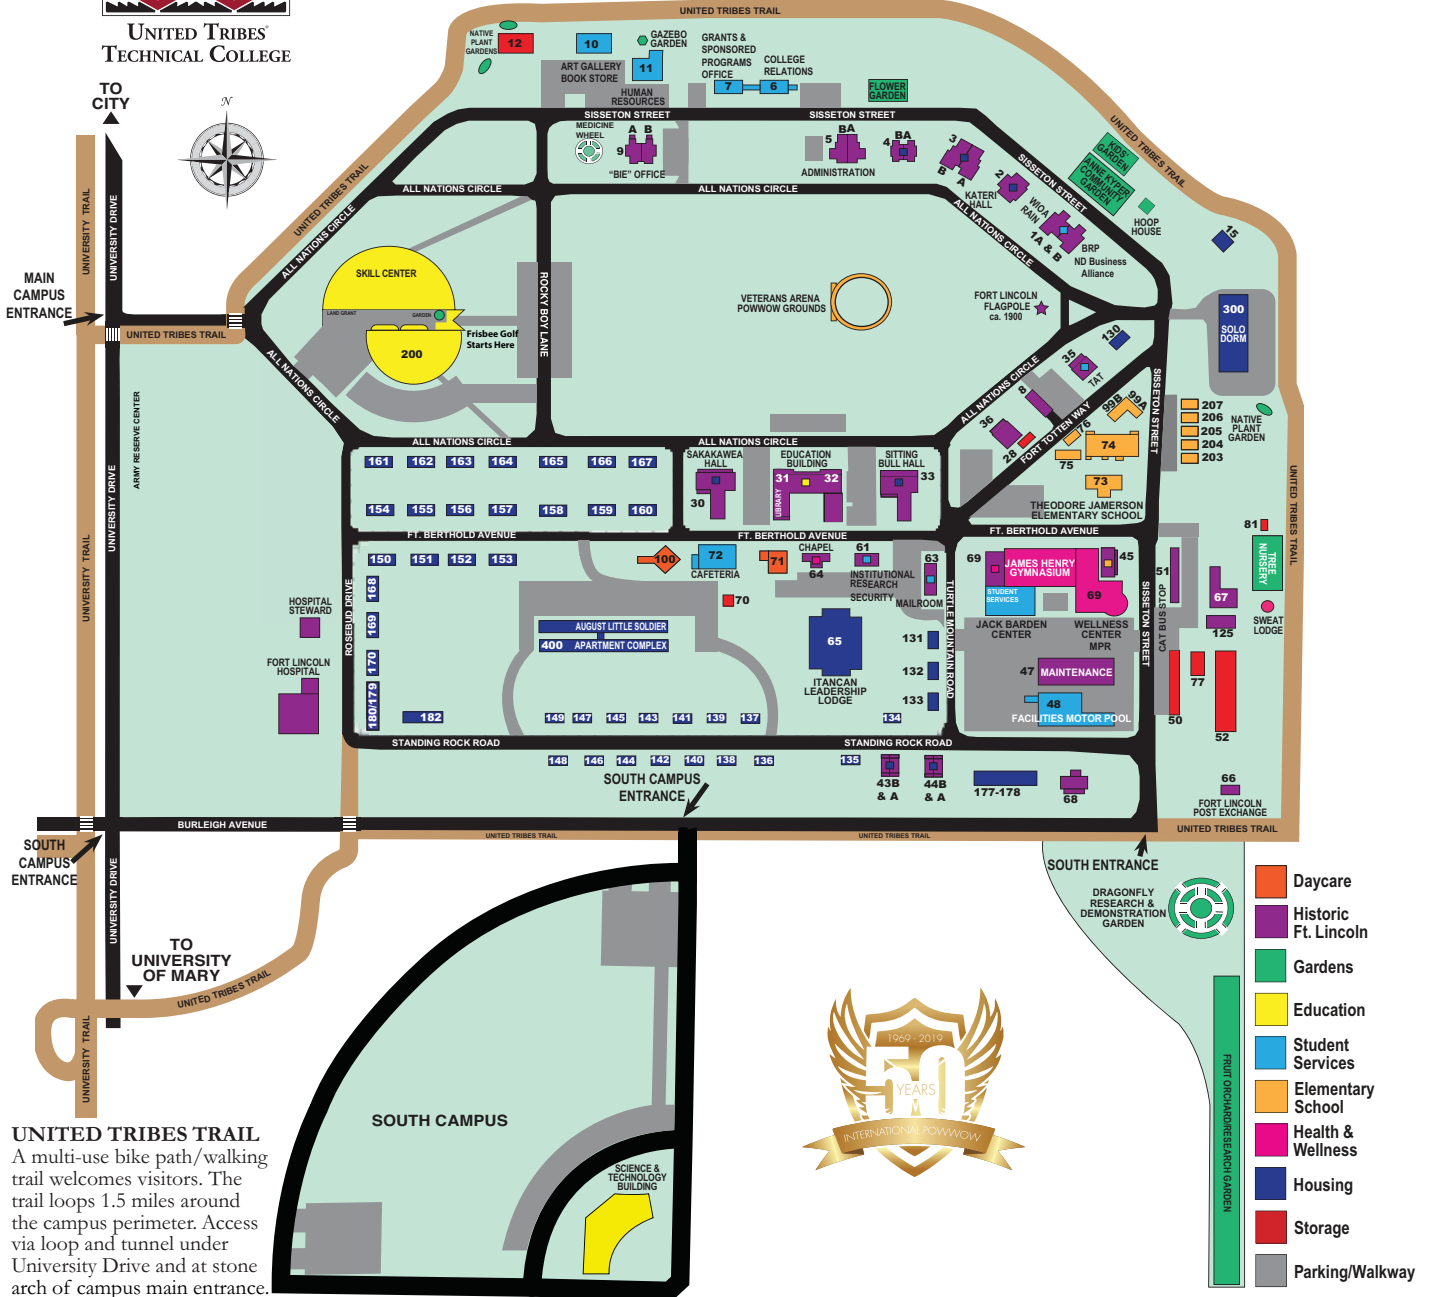 UNITED TRIBES®
TECHNICAL COLLEGE
TO
CITY
N
UNITED TRIBES TRAIL
NATIVE
PLANT
GARDENS
12
10
ART GALLERY
BOOK STORE
GAZEBO
GARDEN
11
HUMAN
RESOURCES
GRANTS &
SPONSORED
PROGRAMS
OFFICE
COLLEGE
RELATIONS
7
6
FLOWER
GARDEN
SISSETON STREET
SISSETON STREET
MEDICINE
WHEEL
A B
9
"BIE" OFFICE
BA
5
ADMINISTRATION
BA
4
3
B A
KATERI
HALL
2
WIOA
RAIN
1A & B
BRP
ND Business
Alliance
SISSETON STREET
KIDS'
GARDEN
ANNE KYPER
COMMUNITY
GARDEN
HOOP
HOUSE
15
UNITED TRIBES TRAIL
UNITED TRIBES TRAIL
ALL NATIONS CIRCLE
ALL NATIONS CIRCLE
ALL NATIONS CIRCLE
ALL NATIONS CIRCLE
UNIVERSITY TRAIL
UNIVERSITY DRIVE
MAIN
CAMPUS
ENTRANCE
UNITED TRIBES TRAIL
SKILL CENTER
LAND GRANT
GARDEN
200
Frisbee Golf
Starts Here
ROCKY BOY LANE
VETERANS ARENA
POWWOW GROUNDS
FORT LINCOLN
FLAGPOLE
ca. 1900
300
SOLO
DORM
130
35
TAT
8
36
28
FORT TOTTEN WAY
99B
99A
76
74
75
73
THEODORE JAMERSON
ELEMENTARY SCHOOL
SISSETON STREET
207
206
205
204
203
NATIVE
PLANT
GARDEN
ALL NATIONS CIRCLE
ALL NATIONS CIRCLE
ALL NATIONS CIRCLE
ALL NATIONS CIRCLE
ARMY RESERVE CENTER
161 162 163 164 165 166 167
154 155 156 157 158 159 160
SAKAKAWEA
HALL
30
EDUCATION
BUILDING
31 32
LIBRARY
SITTING
BULL HALL
33
FT. BERTHOLD AVENUE
FT. BERTHOLD AVENUE
FT. BERTHOLD AVENUE
150 151 152 153
100
72
CAFETERIA
71
CHAPEL
64
61
INSTITUTIONAL
RESEARCH
SECURITY
63
MAILROOM
69
JAMES HENRY
GYMNASIUM
STUDENT
SERVICES
45
69
JACK BARDEN
CENTER
WELLNESS
CENTER
MPR
51
CAT BUS STOP
81
TREE
NURSERY
67
125
SWEAT
LODGE
UNITED TRIBES TRAIL
UNIVERSITY TRAIL
UNIVERSITY DRIVE
HOSPITAL
STEWARD
FORT LINCOLN
HOSPITAL
ROSEBUD DRIVE
168
169
170
180/179
182
70
AUGUST LITTLE SOLDIER
400 APARTMENT COMPLEX
65
ITANCAN
LEADERSHIP
LODGE
131
132
133
134
TURTLE MOUNTAIN ROAD
47
MAINTENANCE
48
FACILITIES MOTOR POOL
SISSETON STREET
50
77
52
149 147 145 143 141 139 137
STANDING ROCK ROAD
STANDING ROCK ROAD
148 146 144 142 140 138 136
135
43B
& A
44B
& A
177-178
68
66
FORT LINCOLN
POST EXCHANGE
SOUTH CAMPUS
ENTRANCE
BURLEIGH AVENUE
UNITED TRIBES TRAIL
UNITED TRIBES TRAIL
UNITED TRIBES TRAIL
SOUTH
CAMPUS
ENTRANCE
SOUTH ENTRANCE
DRAGONFLY
RESEARCH &
DEMONSTRATION
GARDEN
UNIVERSITY DRIVE
TO
UNIVERSITY
OF MARY
UNITED TRIBES TRAIL
UNIVERSITY TRAIL
SOUTH CAMPUS
SCIENCE &
TECHNOLOGY
BUILDING
1969 - 2019
50
YEARS
INTERNATIONAL POWWOW
FRUIT ORCHARD/RESEARCH GARDEN
Daycare
Historic
Ft. Lincoln
Gardens
Education
Student
Services
Elementary
School
Health &
Wellness
Housing
Storage
Parking/Walkway
UNITED TRIBES TRAIL
A multi-use bike path/walking
trail welcomes visitors. The
trail loops 1.5 miles around
the campus perimeter. Access
via loop and tunnel under
University Drive and at stone
arch of campus main entrance.